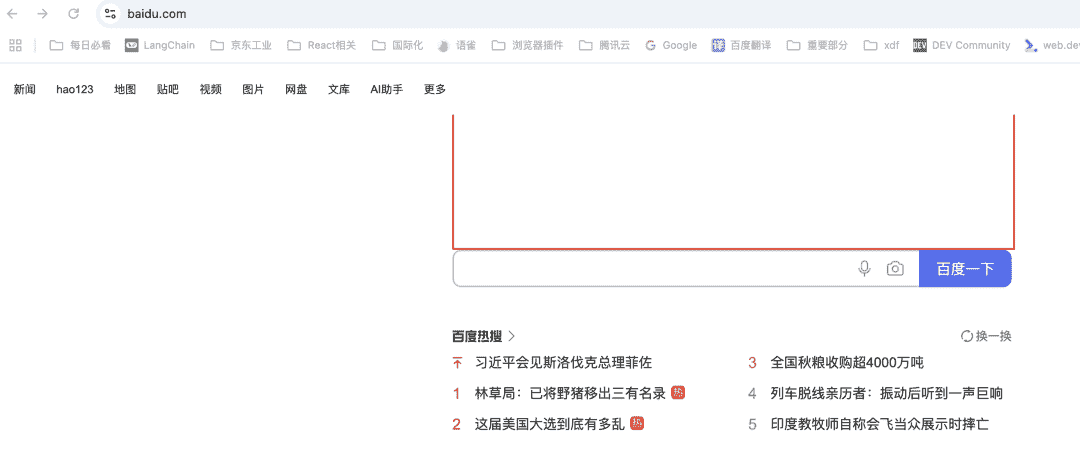 baidu.com
每日必看 LangChain 京东工业 React相关 国际化 语雀 浏览器插件 腾讯云 Google 百度翻译 重要部分 xdf DEV Community web.dev
新闻 hao123 地图 贴吧 视频 图片 网盘 文库 AI助手 更多
百度一下
百度热搜 换一换
习近平会见斯洛伐克总理菲佐
3 全国秋粮收购超4000万吨
1 林草局：已将野猪移出三有名录 热
4 列车脱线亲历者：振动后听到一声巨响
2 这届美国大选到底有多乱 热
5 印度教牧师自称会飞当众展示时摔亡